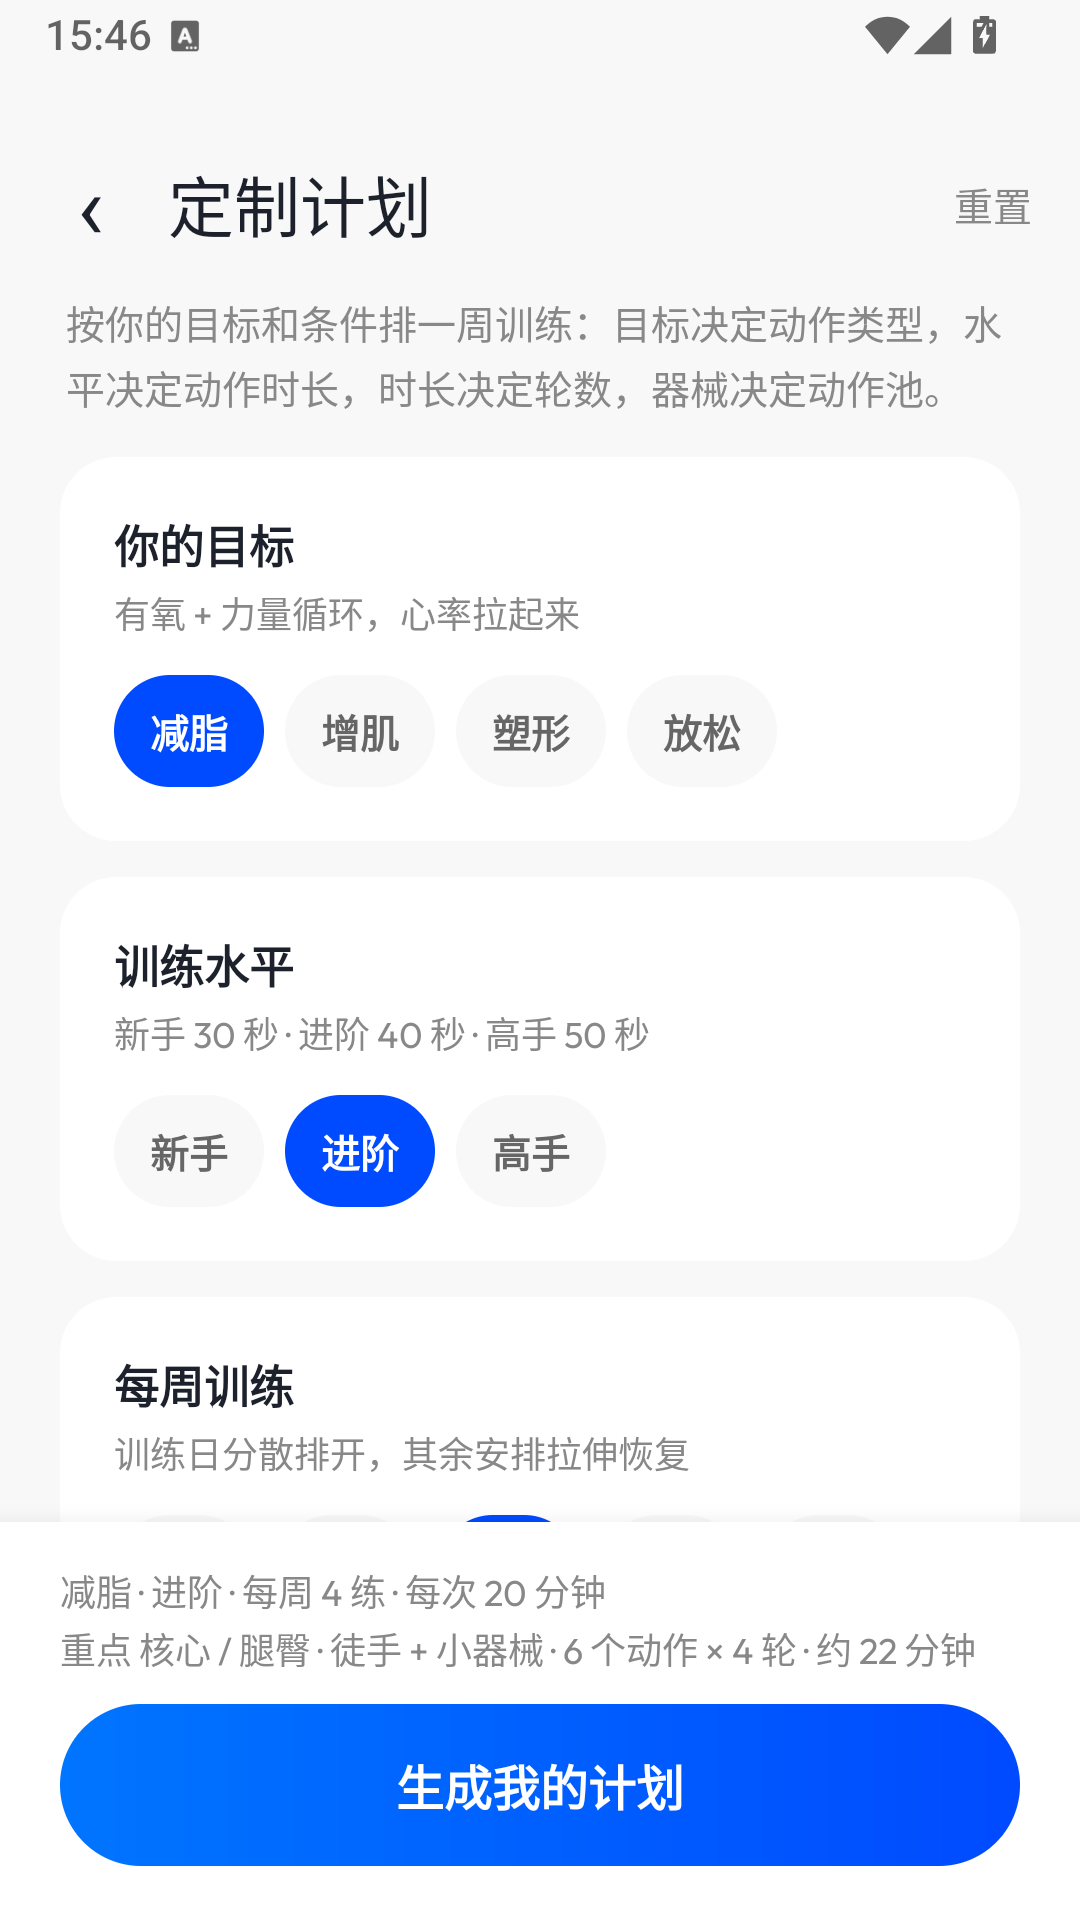 15:46
定制计划
重置
按你的目标和条件排一周训练：目标决定动作类型，水
平决定动作时长，时长决定轮数，器械决定动作池。
你的目标
有氧 + 力量循环，心率拉起来
减脂 增肌 塑形 放松
训练水平
新手 30 秒 · 进阶 40 秒 · 高手 50 秒
新手 进阶 高手
每周训练
训练日分散排开，其余安排拉伸恢复
减脂 · 进阶 · 每周 4 练 · 每次 20 分钟
重点 核心 / 腿臀 · 徒手 + 小器械 · 6 个动作 × 4 轮 · 约 22 分钟
生成我的计划